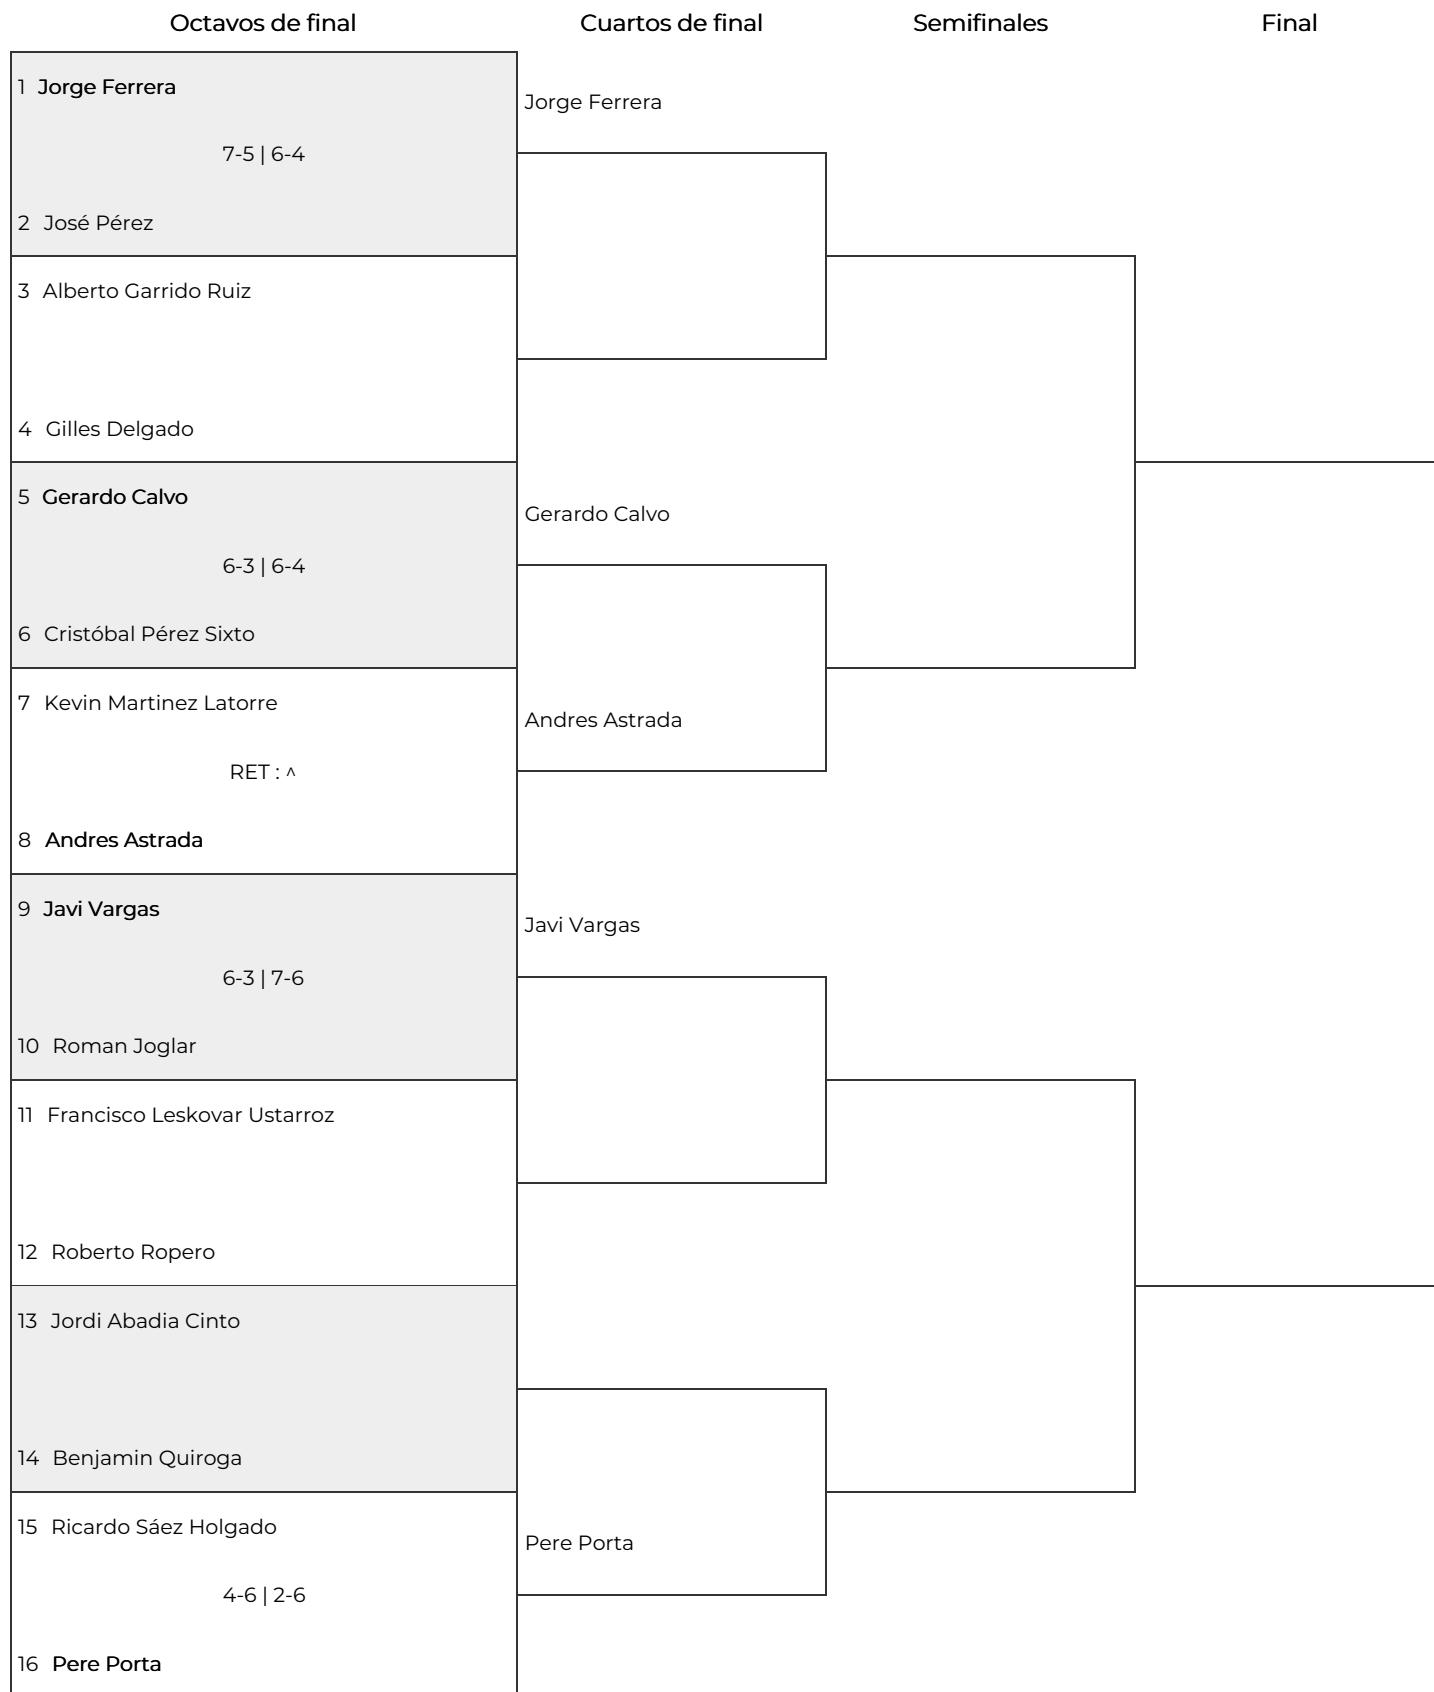 Octavos de final Cuartos de final Semifinales Final
1 Jorge Ferrera
Jorge Ferrera
7-5 | 6-4
2 José Pérez
3 Alberto Garrido Ruiz
4 Gilles Delgado
5 Gerardo Calvo
Gerardo Calvo
6-3 | 6-4
6 Cristóbal Pérez Sixto
7 Kevin Martinez Latorre
Andres Astrada
RET : ^
8 Andres Astrada
9 Javi Vargas
Javi Vargas
6-3 | 7-6
10 Roman Joglar
11 Francisco Leskovar Ustarroz
12 Roberto Ropero
13 Jordi Abadia Cinto
14 Benjamin Quiroga
15 Ricardo Sáez Holgado
Pere Porta
4-6 | 2-6
16 Pere Porta